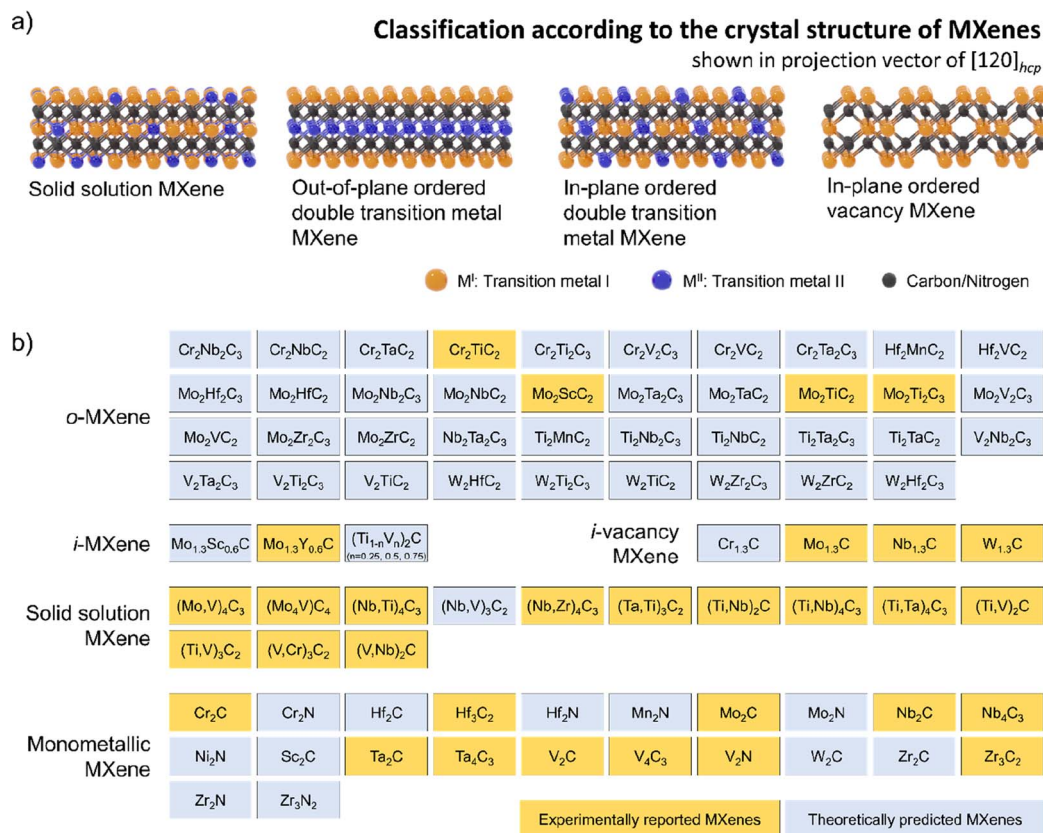 a)
Classification according to the crystal structure of MXenes
shown in projection vector of [120]hcp
Solid solution MXene
Out-of-plane ordered
double transition metal
MXene
In-plane ordered
double transition
metal MXene
In-plane ordered
vacancy MXene
Mᴵ: Transition metal I
Mᴵᴵ: Transition metal II
Carbon/Nitrogen
b)
o-MXene
Cr₂Nb₂C₃ Cr₂NbC₂ Cr₂TaC₂ Cr₂TiC₂ Cr₂Ti₂C₃ Cr₂V₂C₃ Cr₂VC₂ Cr₂Ta₂C₃ Hf₂MnC₂ Hf₂VC₂
Mo₂Hf₂C₃ Mo₂HfC₂ Mo₂Nb₂C₃ Mo₂NbC₂ Mo₂ScC₂ Mo₂Ta₂C₃ Mo₂TaC₂ Mo₂TiC₂ Mo₂Ti₂C₃ Mo₂V₂C₃
Mo₂VC₂ Mo₂Zr₂C₃ Mo₂ZrC₂ Nb₂Ta₂C₃ Ti₂MnC₂ Ti₂Nb₂C₃ Ti₂NbC₂ Ti₂Ta₂C₃ Ti₂TaC₂ V₂Nb₂C₃
V₂Ta₂C₃ V₂Ti₂C₃ V₂TiC₂ W₂HfC₂ W₂Ti₂C₃ W₂TiC₂ W₂Zr₂C₃ W₂ZrC₂ W₂Hf₂C₃
i-MXene
Mo₁.₃Sc₀.₆C Mo₁.₃Y₀.₆C (Ti₁₋ₙVₙ)₂C
(n=0.25, 0.5, 0.75)
i-vacancy
MXene
Cr₁.₃C Mo₁.₃C Nb₁.₃C W₁.₃C
Solid solution
MXene
(Mo,V)₄C₃ (Mo₄V)C₄ (Nb,Ti)₄C₃ (Nb,V)₃C₂ (Nb,Zr)₄C₃ (Ta,Ti)₃C₂ (Ti,Nb)₂C (Ti,Nb)₄C₃ (Ti,Ta)₄C₃ (Ti,V)₂C
(Ti,V)₃C₂ (V,Cr)₃C₂ (V,Nb)₂C
Monometallic
MXene
Cr₂C Cr₂N Hf₂C Hf₃C₂ Hf₂N Mn₂N Mo₂C Mo₂N Nb₂C Nb₄C₃
Ni₂N Sc₂C Ta₂C Ta₄C₃ V₂C V₄C₃ V₂N W₂C Zr₂C Zr₃C₂
Zr₂N Zr₃N₂
Experimentally reported MXenes
Theoretically predicted MXenes